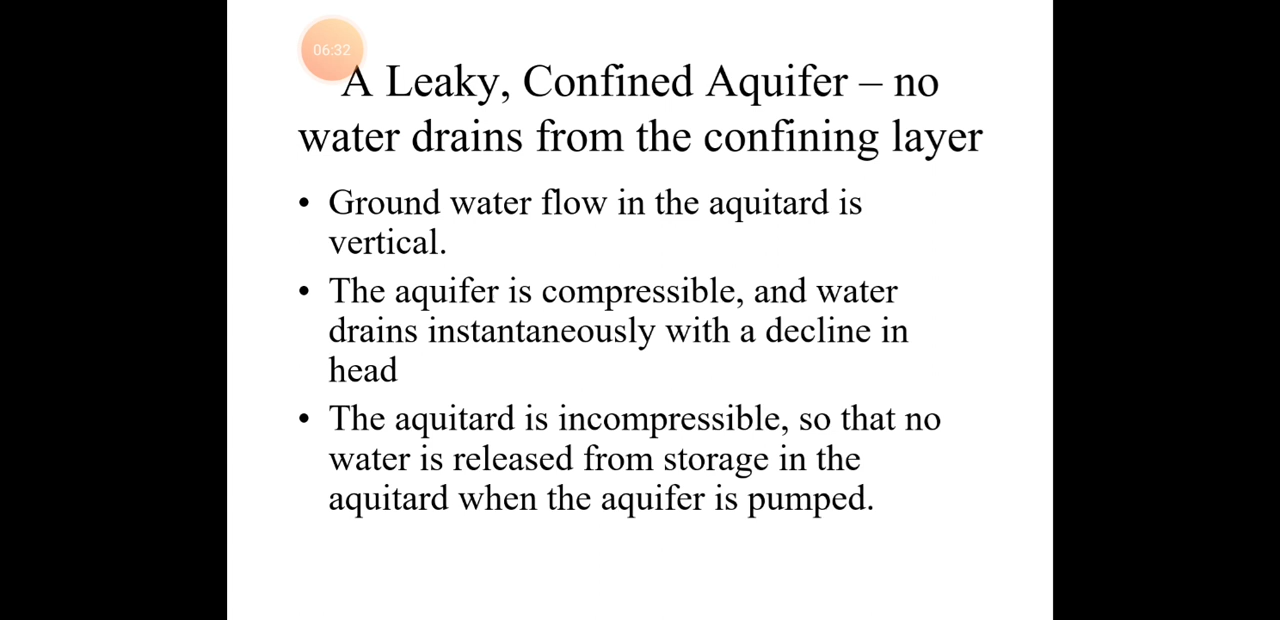 06:32
A Leaky, Confined Aquifer – no
water drains from the confining layer
• Ground water flow in the aquitard is
vertical.
• The aquifer is compressible, and water
drains instantaneously with a decline in
head
• The aquitard is incompressible, so that no
water is released from storage in the
aquitard when the aquifer is pumped.